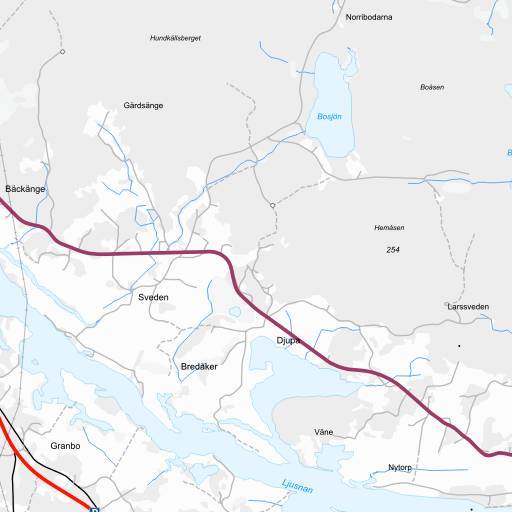 Norribodarna
Hundkällsberget
Boåsen
Gärdsänge
Bosjön
B
Bäckänge
Hemåsen
254
Sveden
Larssveden
Djupa
Bredåker
Väne
Granbo
Nytorp
Ljusnan